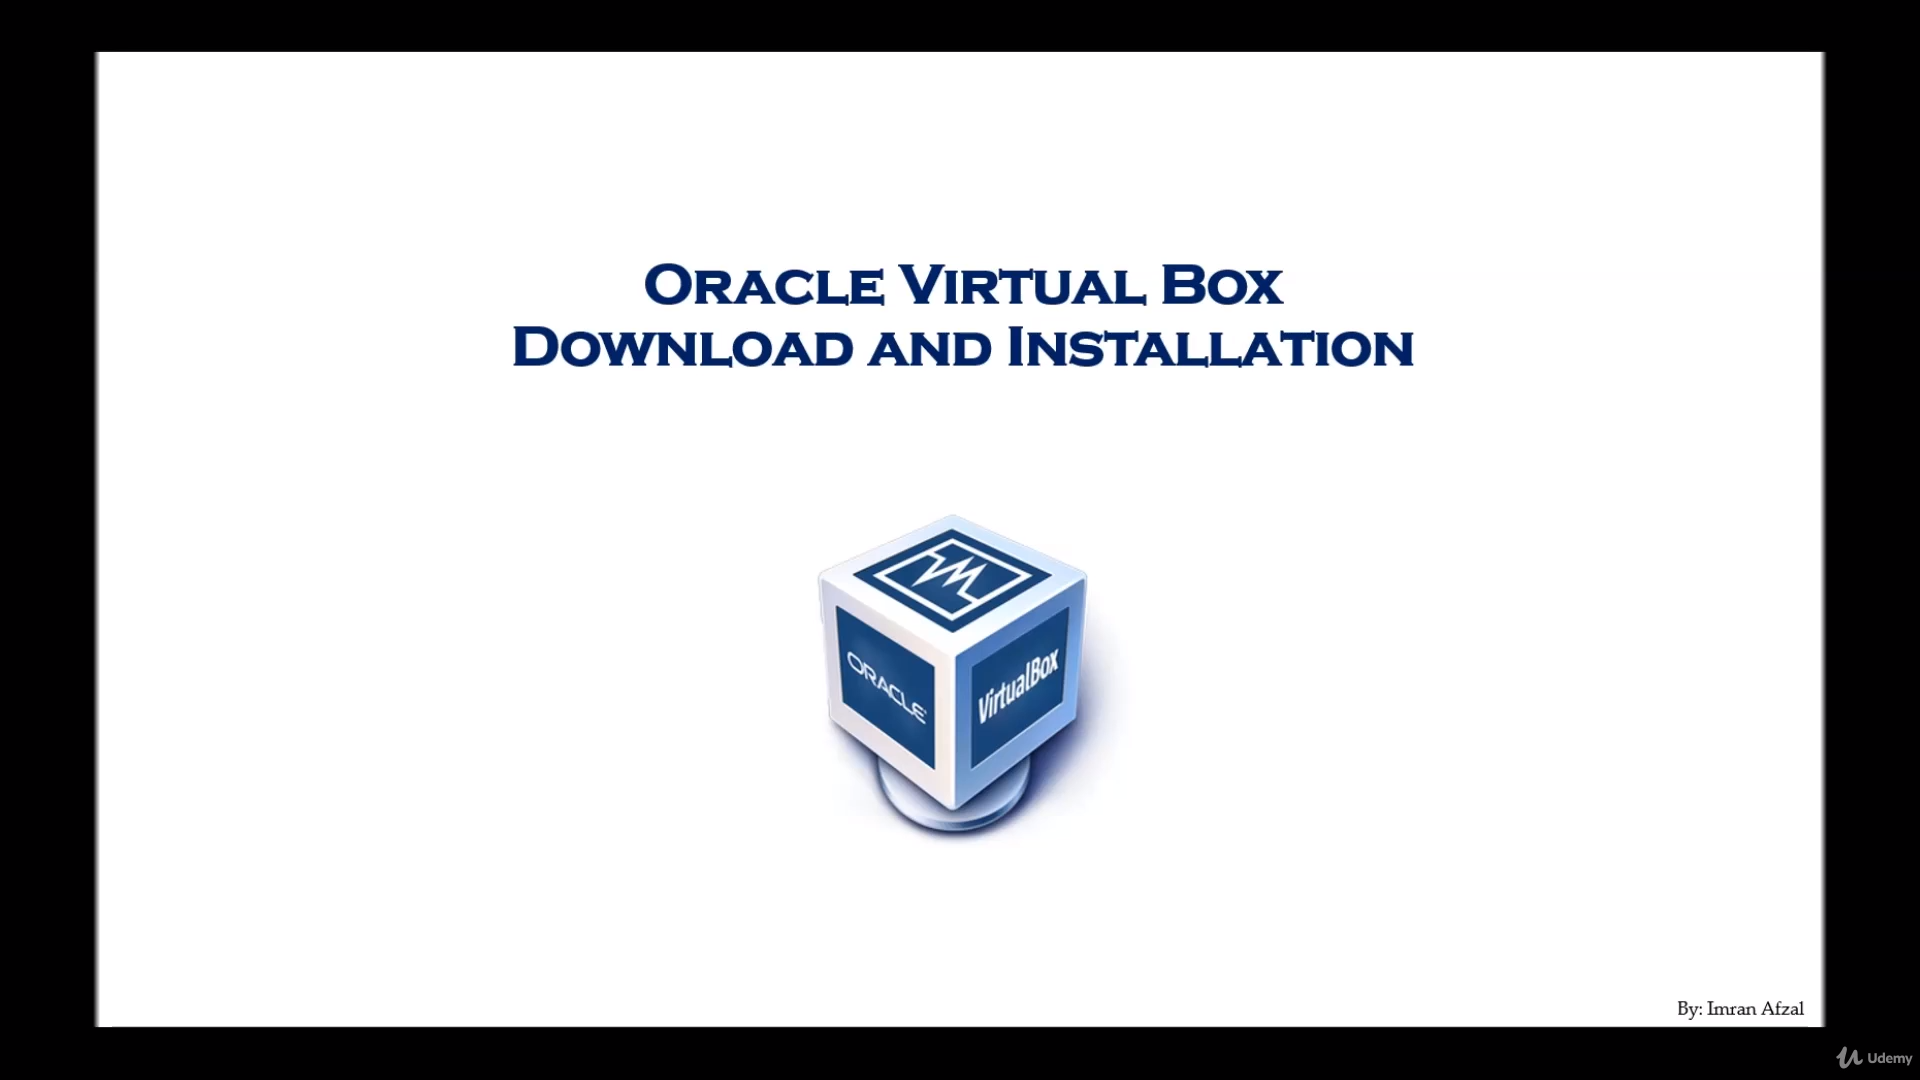 Oracle Virtual Box
Download and Installation
ORACLE
VirtualBox
By: Imran Afzal
Udemy